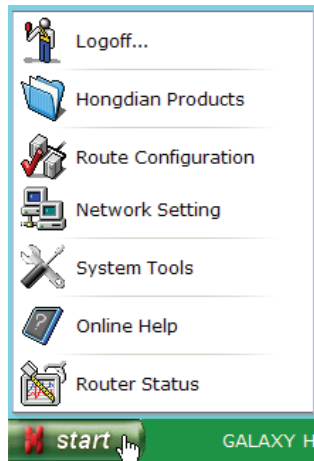 Logoff...
Hongdian Products
Route Configuration
Network Setting
System Tools
Online Help
Router Status
start GALAXY H